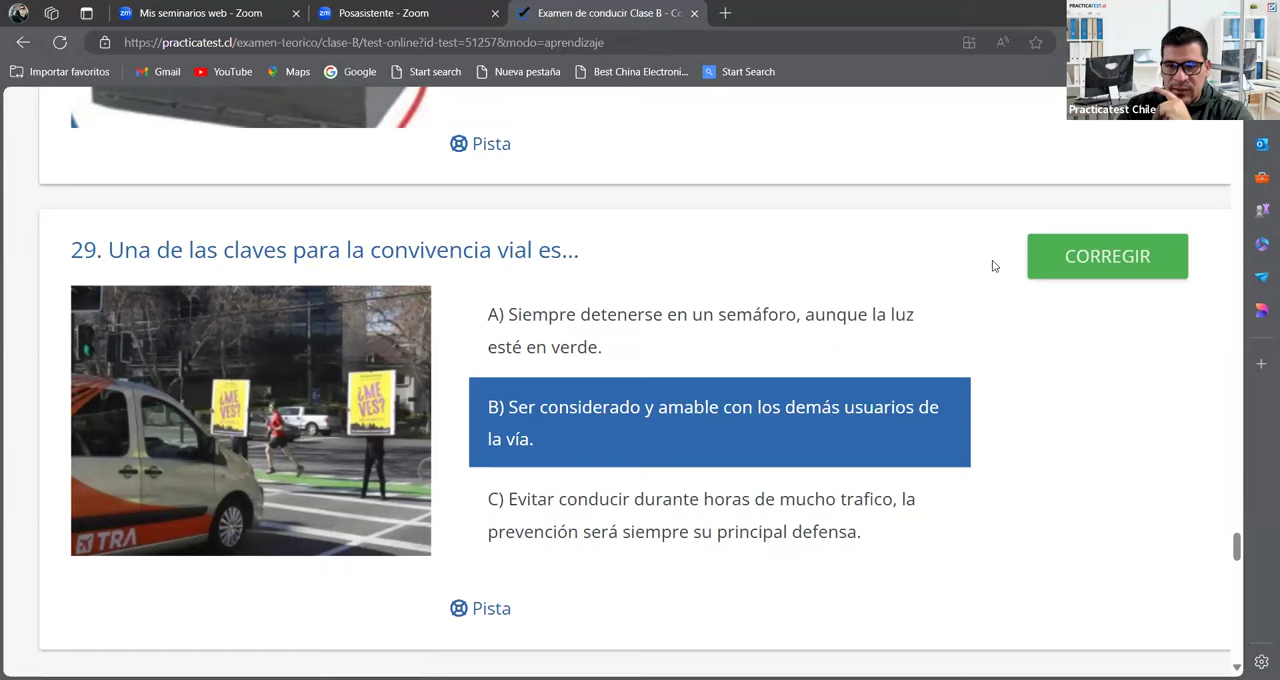 Mis seminarios web - Zoom
Posasistente - Zoom
Examen de conducir Clase B - Co
PRACTICATEST.cl
https://practicatest.cl/examen-teorico/clase-B/test-online?id-test=51257&modo=aprendizaje
Importar favoritos
Gmail
YouTube
Maps
Google
Start search
Nueva pestaña
Best China Electroni...
Start Search
Practicatest Chile
Pista
29. Una de las claves para la convivencia vial es...
CORREGIR
A) Siempre detenerse en un semáforo, aunque la luz
esté en verde.
B) Ser considerado y amable con los demás usuarios de
la vía.
C) Evitar conducir durante horas de mucho trafico, la
prevención será siempre su principal defensa.
¿ME
VES?
¿ME
VES?
TRA
Pista